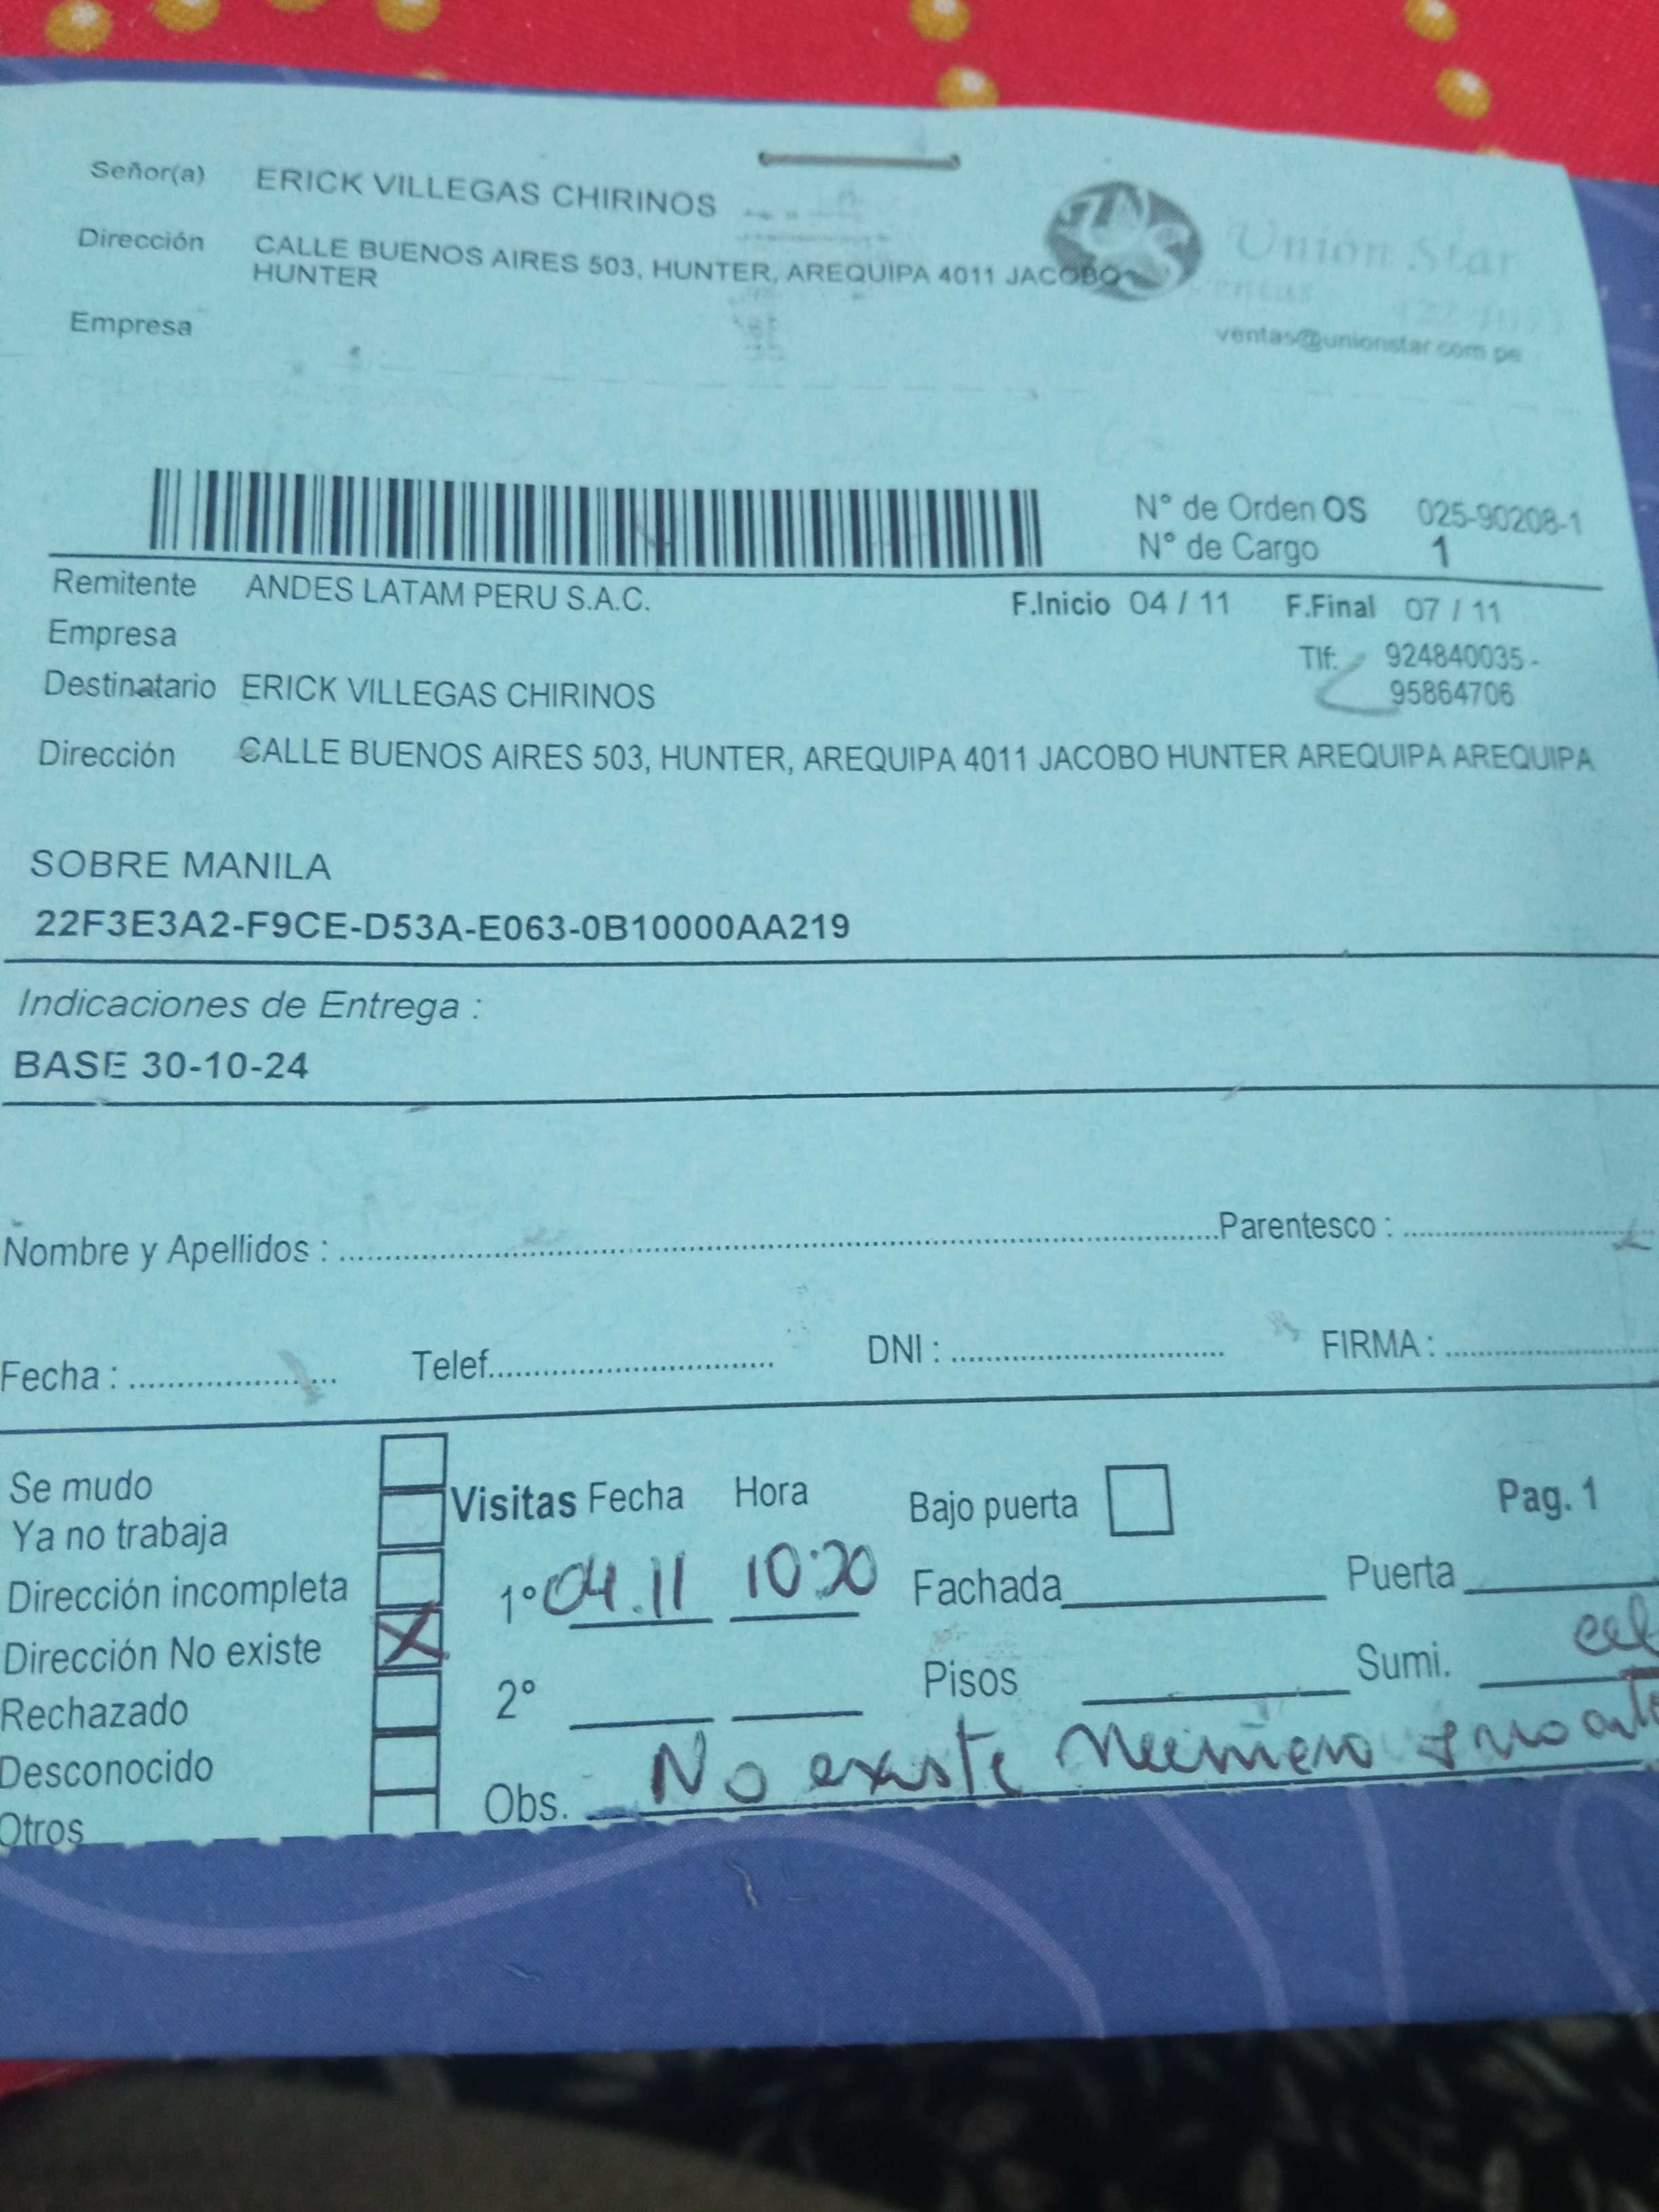 Señor(a) ERICK VILLEGAS CHIRINOS
Dirección CALLE BUENOS AIRES 503, HUNTER, AREQUIPA 4011 JACOBO
HUNTER
Unión Star
Empresa
ventas@unionstar.com.pe
N° de Orden OS 025-90208-1
N° de Cargo 1
Remitente ANDES LATAM PERU S.A.C. F.Inicio 04 / 11 F.Final 07 / 11
Empresa
Tlf: 924840035 -
Destinatario ERICK VILLEGAS CHIRINOS 95864706
Dirección CALLE BUENOS AIRES 503, HUNTER, AREQUIPA 4011 JACOBO HUNTER AREQUIPA AREQUIPA
SOBRE MANILA
22F3E3A2-F9CE-D53A-E063-0B10000AA219
Indicaciones de Entrega :
BASE 30-10-24
Nombre y Apellidos : Parentesco :
Fecha : Telef. DNI : FIRMA :
Se mudo
Ya no trabaja
Dirección incompleta
Dirección No existe X
Rechazado
Desconocido
Otros
Visitas Fecha Hora
1° 04.11 10:20
2°
Bajo puerta Pag. 1
Fachada Puerta
Pisos Sumi. cel
Obs. No existe Número